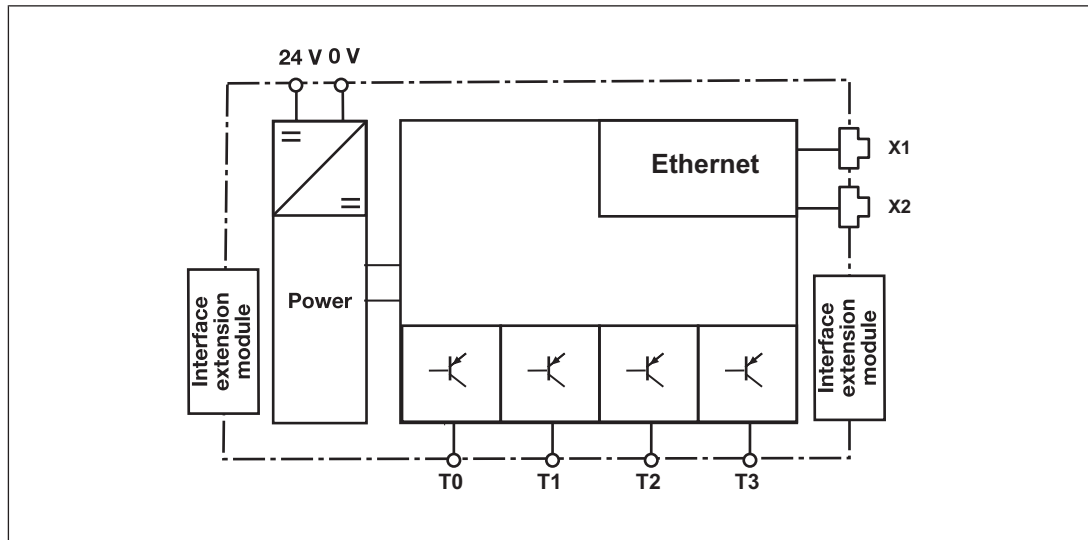 24 V 0 V
Ethernet
X1
X2
Power
Interface
extension
module
Interface
extension
module
T0 T1 T2 T3